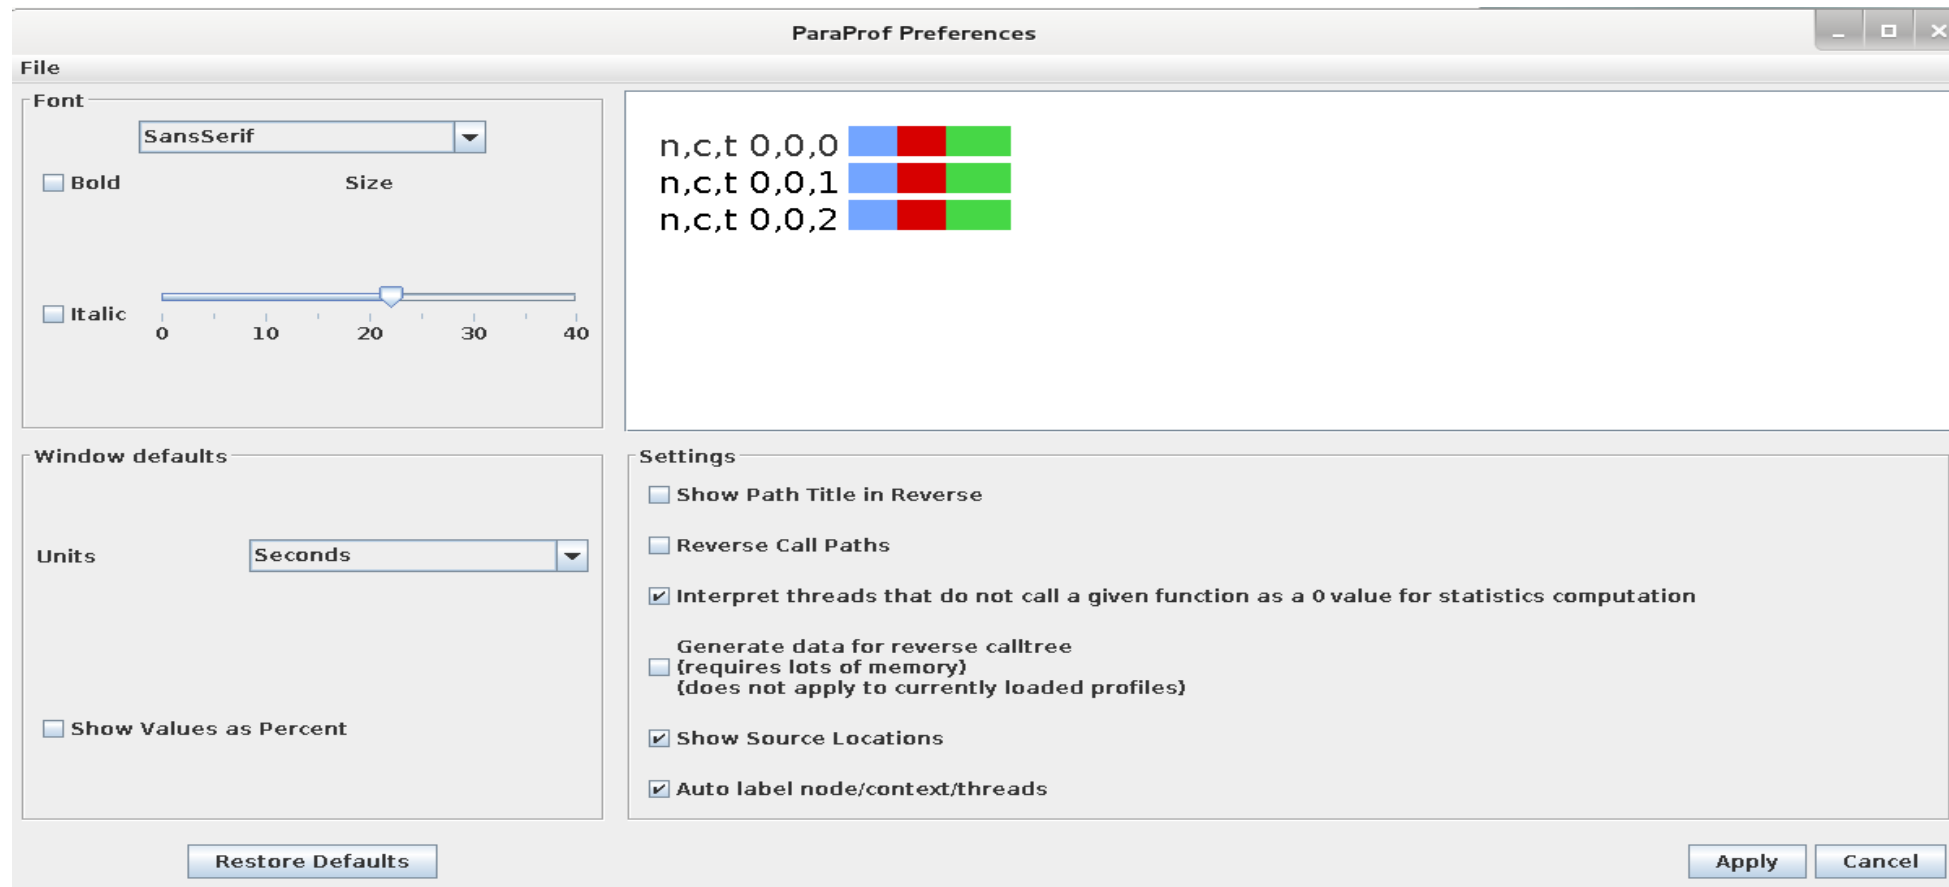 ParaProf Preferences
File
Font
SansSerif
Bold
Size
Italic
0 10 20 30 40
n,c,t 0,0,0
n,c,t 0,0,1
n,c,t 0,0,2
Window defaults
Units
Seconds
Show Values as Percent
Settings
Show Path Title in Reverse
Reverse Call Paths
Interpret threads that do not call a given function as a 0 value for statistics computation
Generate data for reverse calltree
(requires lots of memory)
(does not apply to currently loaded profiles)
Show Source Locations
Auto label node/context/threads
Restore Defaults
Apply
Cancel